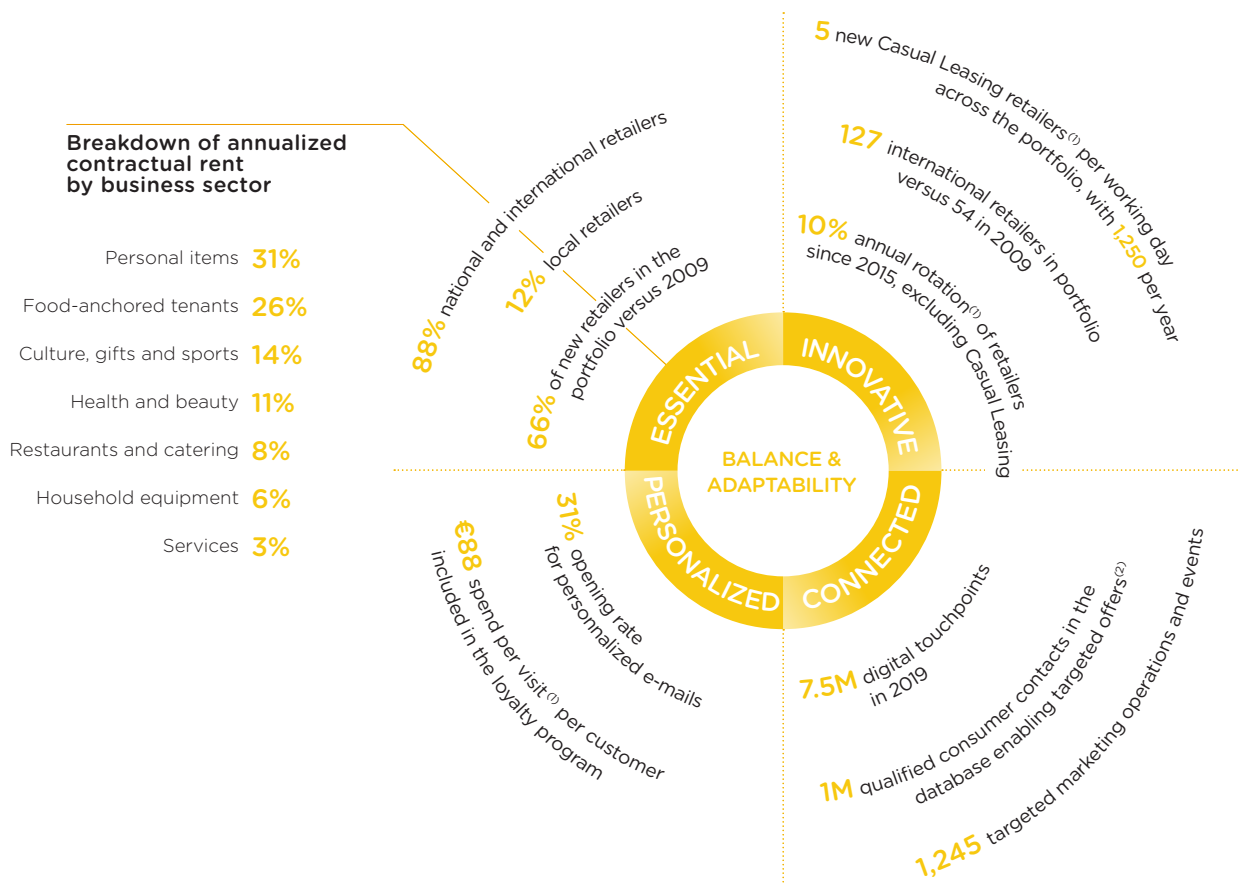 Breakdown of annualized
contractual rent
by business sector
Personal items 31%
Food-anchored tenants 26%
Culture, gifts and sports 14%
Health and beauty 11%
Restaurants and catering 8%
Household equipment 6%
Services 3%
88% national and international retailers
12% local retailers
66% of new retailers in the
portfolio versus 2009
5 new Casual Leasing retailers(1) per working day
across the portfolio, with 1,250 per year
127 international retailers in portfolio
versus 54 in 2009
10% annual rotation(1) of retailers
since 2015, excluding Casual Leasing
ESSENTIAL
INNOVATIVE
BALANCE &
ADAPTABILITY
PERSONALIZED
CONNECTED
31% opening rate
for personnalized e-mails
€88 spend per visit(1) per customer
included in the loyalty program
7.5M digital touchpoints
in 2019
1M qualified consumer contacts in the
database enabling targeted offers(2)
1,245 targeted marketing operations and events